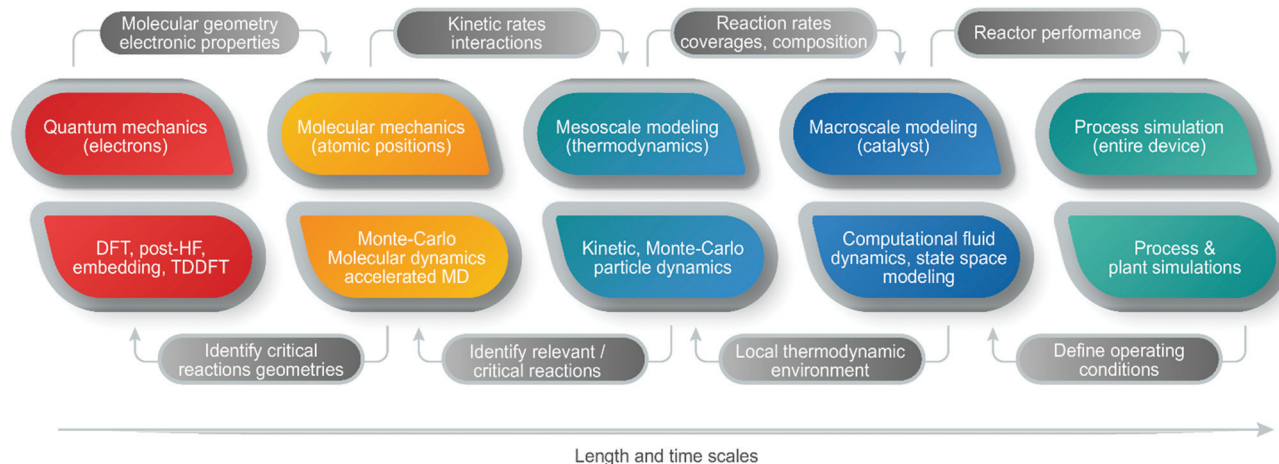 Molecular geometry
electronic properties
Kinetic rates
interactions
Reaction rates
coverages, composition
Reactor performance
Quantum mechanics
(electrons)
Molecular mechanics
(atomic positions)
Mesoscale modeling
(thermodynamics)
Macroscale modeling
(catalyst)
Process simulation
(entire device)
DFT, post-HF,
embedding, TDDFT
Monte-Carlo
Molecular dynamics
accelerated MD
Kinetic, Monte-Carlo
particle dynamics
Computational fluid
dynamics, state space
modeling
Process &
plant simulations
Identify critical
reactions geometries
Identify relevant /
critical reactions
Local thermodynamic
environment
Define operating
conditions
Length and time scales